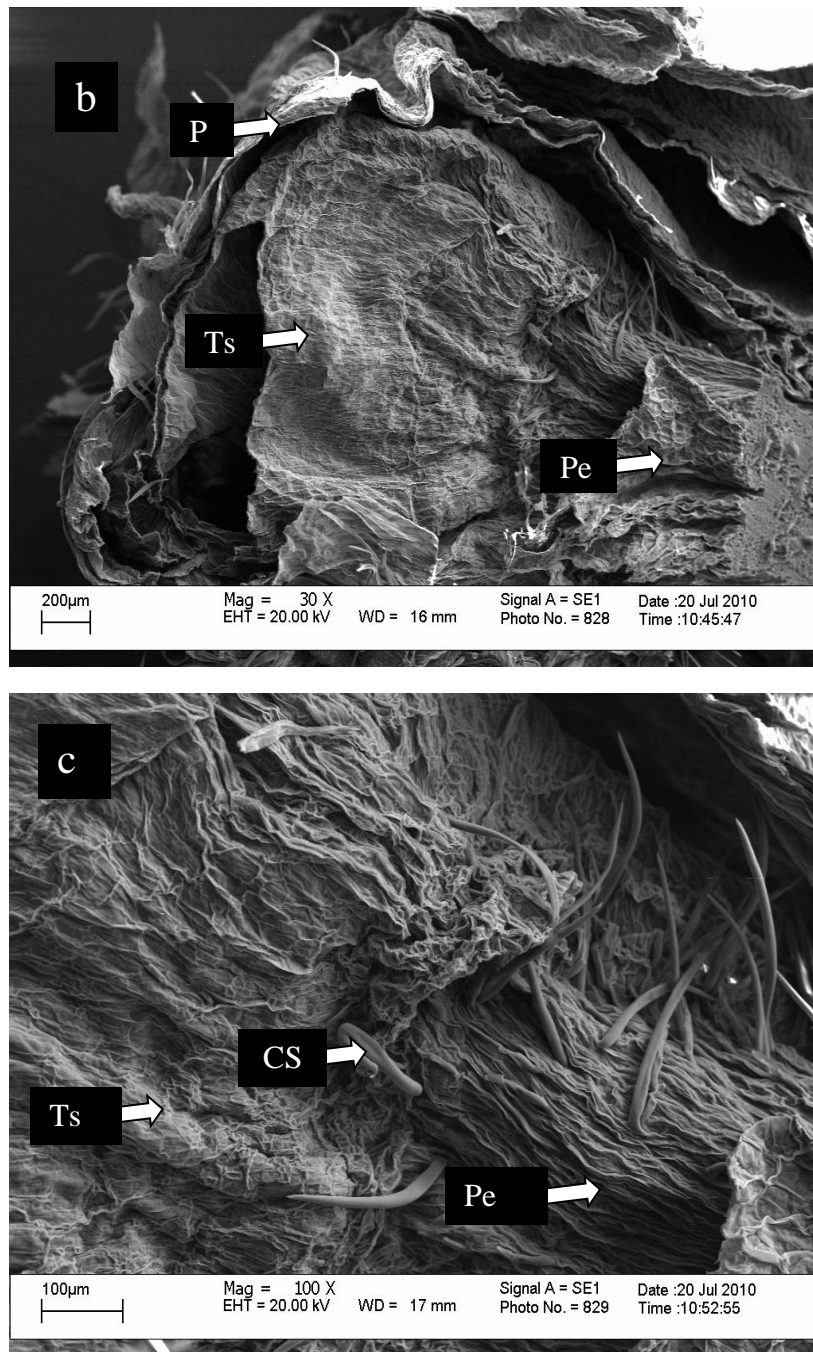 b
P
Ts
Pe
200µm
Mag = 30 X
EHT = 20.00 kV WD = 16 mm
Signal A = SE1
Photo No. = 828
Date :20 Jul 2010
Time :10:45:47
c
CS
Ts
Pe
100µm
Mag = 100 X
EHT = 20.00 kV WD = 17 mm
Signal A = SE1
Photo No. = 829
Date :20 Jul 2010
Time :10:52:55